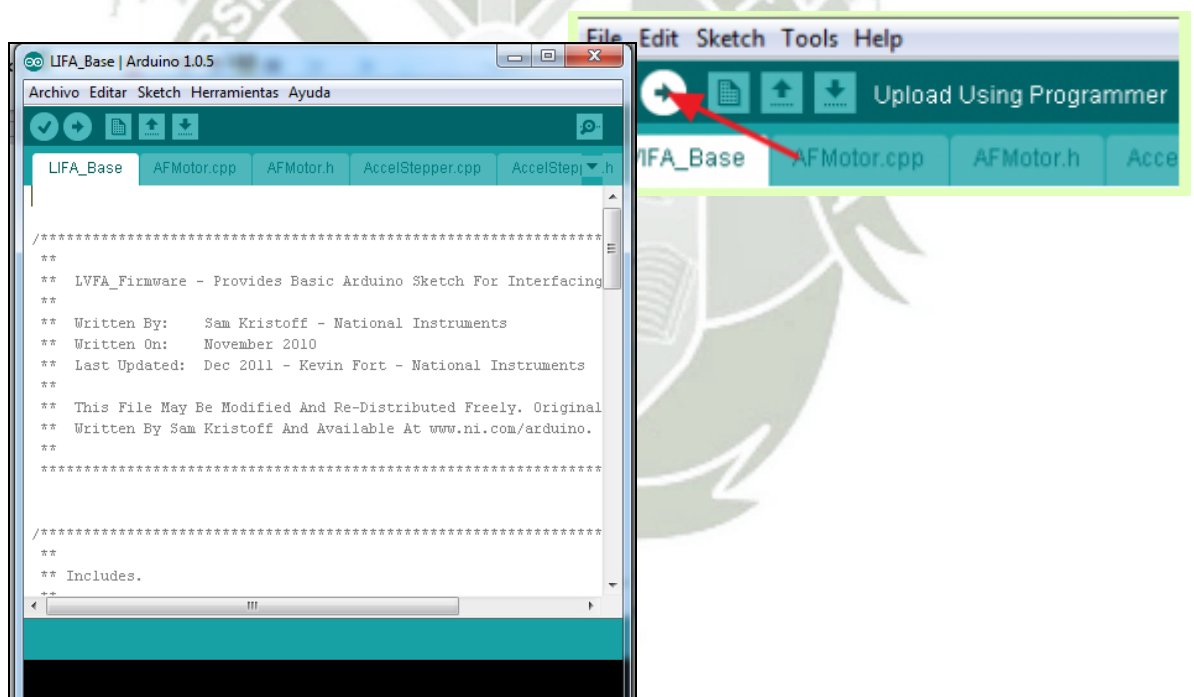 LIFA_Base | Arduino 1.0.5
Archivo Editar Sketch Herramientas Ayuda
LIFA_Base AFMotor.cpp AFMotor.h AccelStepper.cpp .h
/******************************************************************
**
** LVFA_Firmware - Provides Basic Arduino Sketch For Interfacing
**
** Written By: Sam Kristoff - National Instruments
** Written On: November 2010
** Last Updated: Dec 2011 - Kevin Fort - National Instruments
**
** This File May Be Modified And Re-Distributed Freely. Original
** Written By Sam Kristoff And Available At www.ni.com/arduino.
**
******************************************************************
/******************************************************************
**
** Includes.
**
File Edit Sketch Tools Help
Upload Using Programmer
IFA_Base AFMotor.cpp AFMotor.h Acce